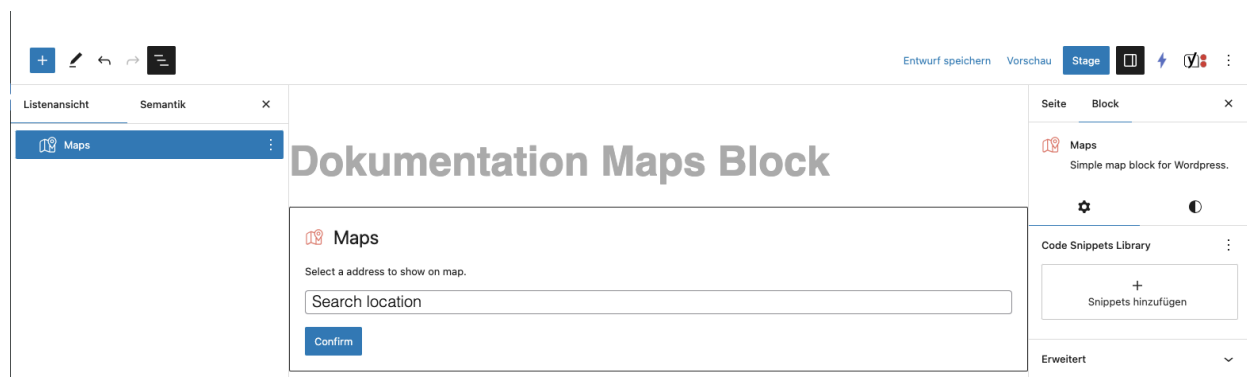 Entwurf speichern Vorschau Stage
Listenansicht Semantik
Maps
Dokumentation Maps Block
Maps
Select a address to show on map.
Search location
Confirm
Seite Block
Maps
Simple map block for Wordpress.
Code Snippets Library
Snippets hinzufügen
Erweitert